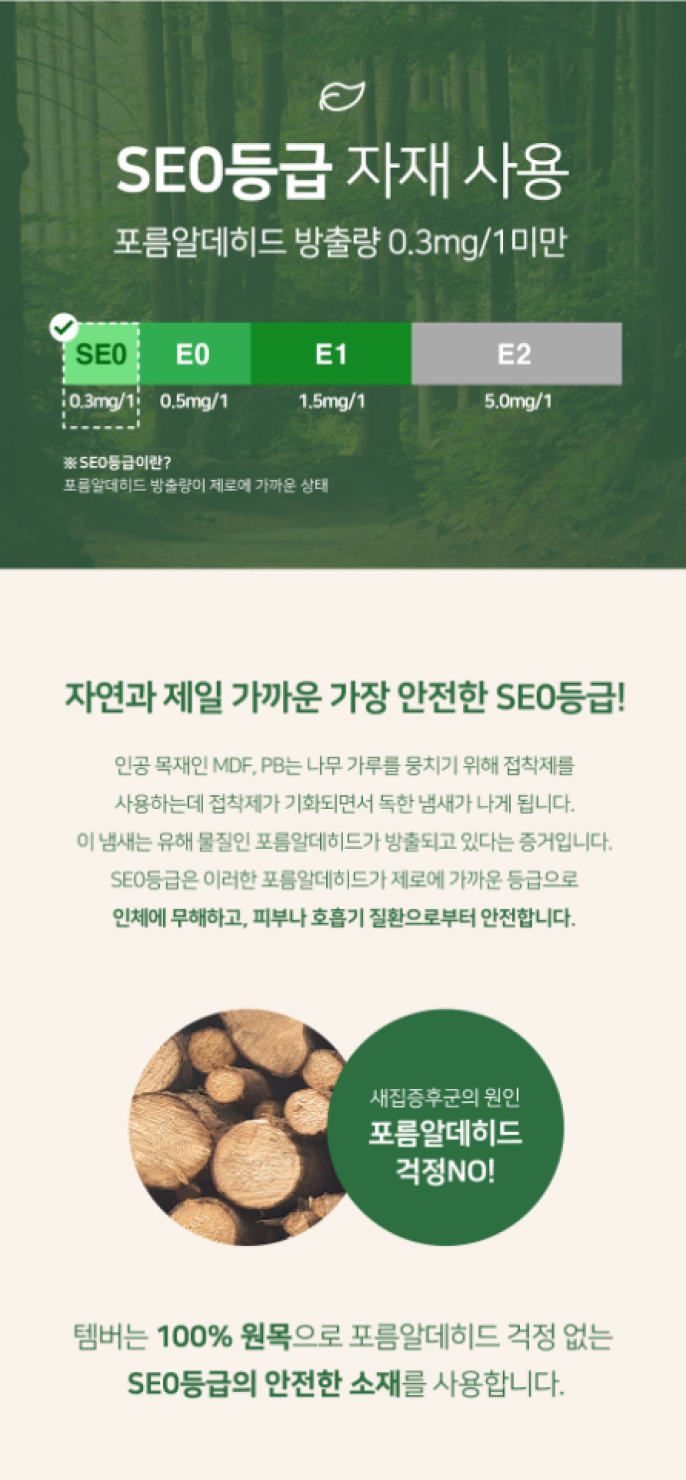 SE0등급 자재 사용
포름알데히드 방출량 0.3mg/1미만
SE0 E0 E1 E2
0.3mg/1 0.5mg/1 1.5mg/1 5.0mg/1
※ SE0등급이란?
포름알데히드 방출량이 제로에 가까운 상태
자연과 제일 가까운 가장 안전한 SE0등급!
인공 목재인 MDF, PB는 나무 가루를 뭉치기 위해 접착제를
사용하는데 접착제가 기화되면서 독한 냄새가 나게 됩니다.
이 냄새는 유해 물질인 포름알데히드가 방출되고 있다는 증거입니다.
SE0등급은 이러한 포름알데히드가 제로에 가까운 등급으로
인체에 무해하고, 피부나 호흡기 질환으로부터 안전합니다.
새집증후군의 원인
포름알데히드
걱정NO!
템버는 100% 원목으로 포름알데히드 걱정 없는
SE0등급의 안전한 소재를 사용합니다.